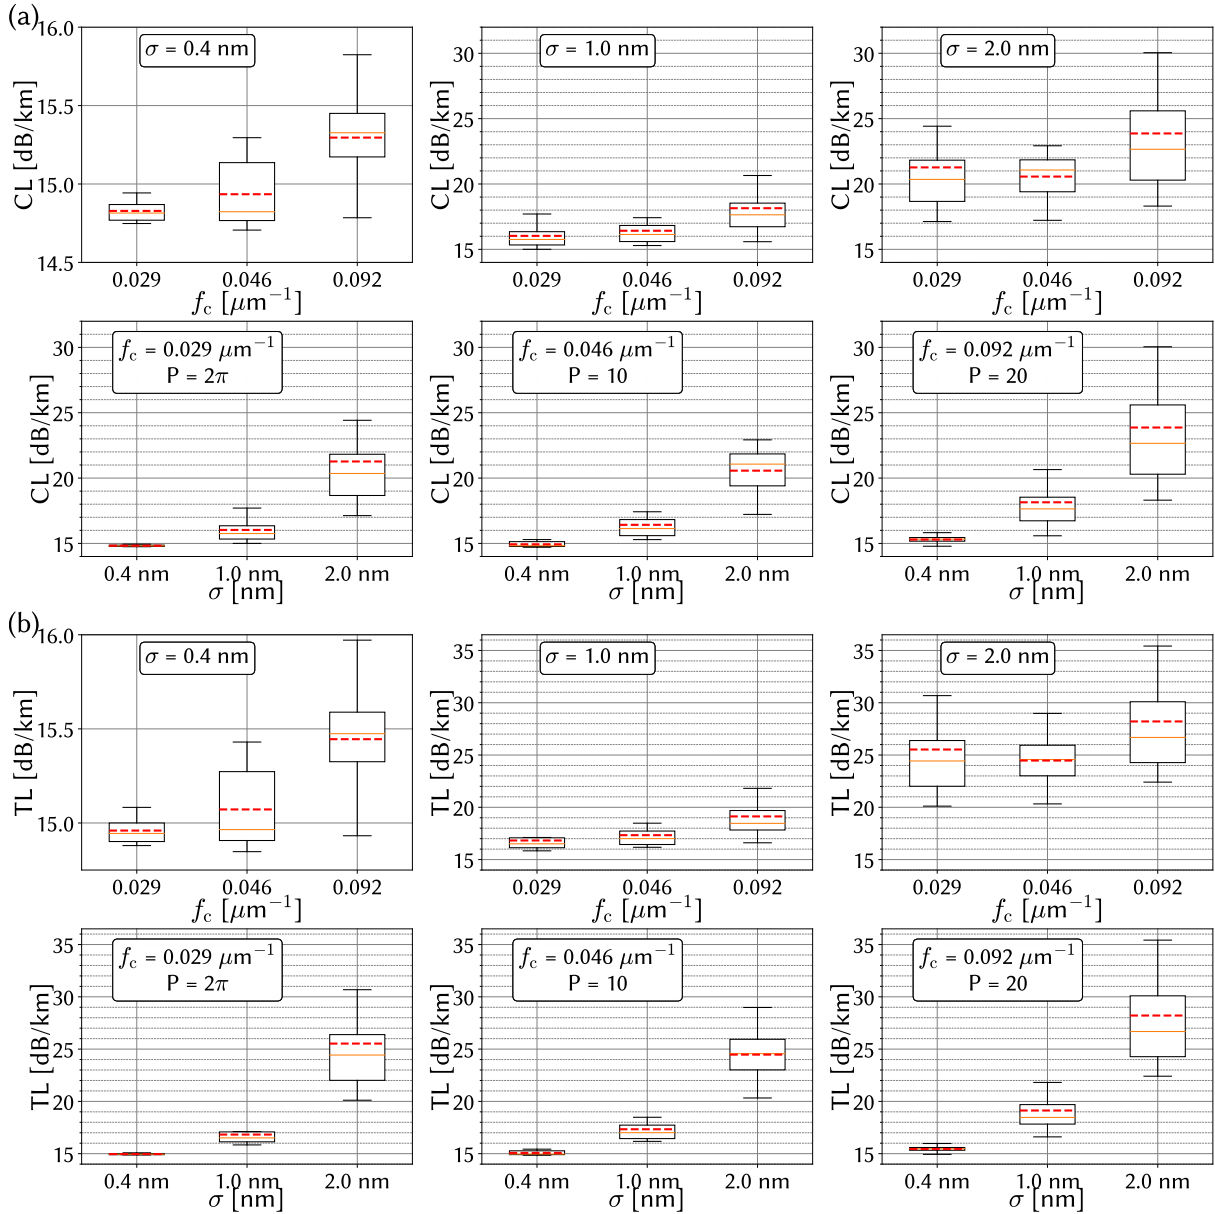 (a)
16.0
15.5
15.0
14.5
CL [dB/km]
σ = 0.4 nm
0.029 0.046 0.092
f_c [μm⁻¹]
30
25
20
15
CL [dB/km]
σ = 1.0 nm
0.029 0.046 0.092
f_c [μm⁻¹]
30
25
20
15
CL [dB/km]
σ = 2.0 nm
0.029 0.046 0.092
f_c [μm⁻¹]
30
25
20
15
CL [dB/km]
f_c = 0.029 μm⁻¹
P = 2π
0.4 nm 1.0 nm 2.0 nm
σ [nm]
30
25
20
15
CL [dB/km]
f_c = 0.046 μm⁻¹
P = 10
0.4 nm 1.0 nm 2.0 nm
σ [nm]
30
25
20
15
CL [dB/km]
f_c = 0.092 μm⁻¹
P = 20
0.4 nm 1.0 nm 2.0 nm
σ [nm]
(b)
16.0
15.5
15.0
TL [dB/km]
σ = 0.4 nm
0.029 0.046 0.092
f_c [μm⁻¹]
35
30
25
20
15
TL [dB/km]
σ = 1.0 nm
0.029 0.046 0.092
f_c [μm⁻¹]
35
30
25
20
15
TL [dB/km]
σ = 2.0 nm
0.029 0.046 0.092
f_c [μm⁻¹]
35
30
25
20
15
TL [dB/km]
f_c = 0.029 μm⁻¹
P = 2π
0.4 nm 1.0 nm 2.0 nm
σ [nm]
35
30
25
20
15
TL [dB/km]
f_c = 0.046 μm⁻¹
P = 10
0.4 nm 1.0 nm 2.0 nm
σ [nm]
35
30
25
20
15
TL [dB/km]
f_c = 0.092 μm⁻¹
P = 20
0.4 nm 1.0 nm 2.0 nm
σ [nm]